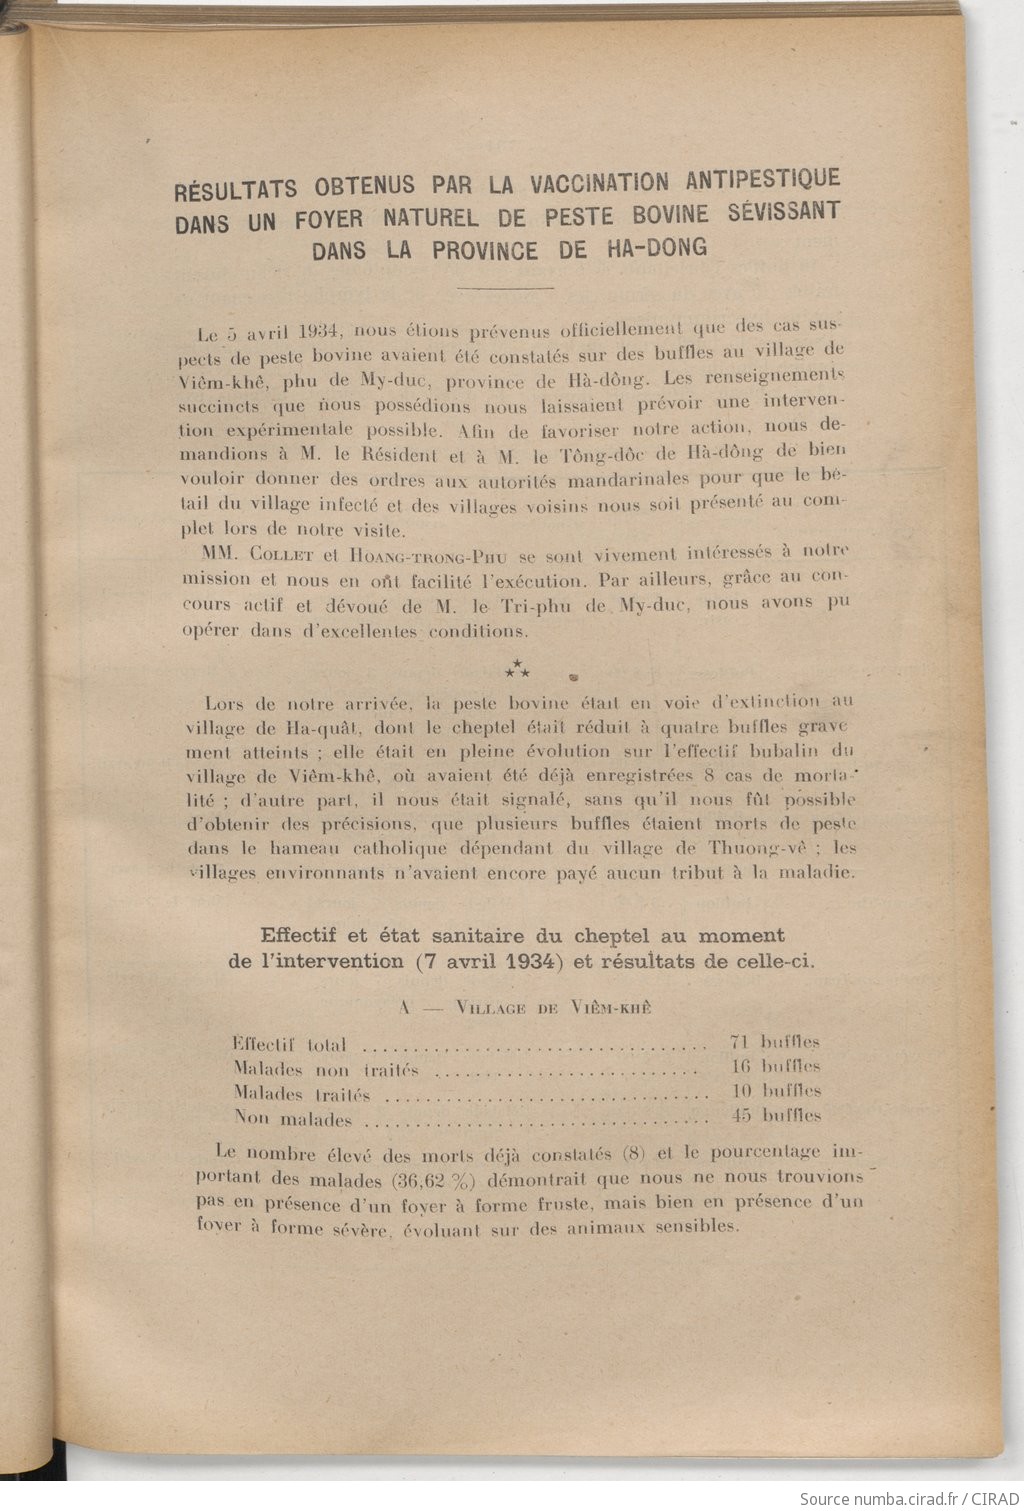 RÉSULTATS OBTENUS PAR LA VACCINATION ANTIPESTIQUE
DANS UN FOYER NATUREL DE PESTE BOVINE SÉVISSANT
DANS LA PROVINCE DE HA-DONG
Le 5 avril 1934, nous étions prévenus officiellement que des cas sus-
pects de peste bovine avaient été constatés sur des buffles au village de
Viêm-khê, phu de My-duc, province de Hà-dông. Les renseignements
succincts que nous possédions nous laissaient prévoir une interven-
tion expérimentale possible. Afin de favoriser notre action, nous de-
mandions à M. le Résident et à M. le Tông-dôc de Hà-dông de bien
vouloir donner des ordres aux autorités mandarinales pour que le bé-
tail du village infecté et des villages voisins nous soit présenté au com-
plet lors de notre visite.
MM. COLLET et HOANG-TRONG-PHU se sont vivement intéressés à notre
mission et nous en ont facilité l'exécution. Par ailleurs, grâce au con-
cours actif et dévoué de M. le Tri-phu de My-duc, nous avons pu
opérer dans d'excellentes conditions.
⁂
Lors de notre arrivée, la peste bovine était en voie d'extinction au
village de Ha-quât, dont le cheptel était réduit à quatre buffles grave
ment atteints ; elle était en pleine évolution sur l'effectif bubalin du
village de Viêm-khê, où avaient été déjà enregistrées 8 cas de morta-
lité ; d'autre part, il nous était signalé, sans qu'il nous fût possible
d'obtenir des précisions, que plusieurs buffles étaient morts de peste
dans le hameau catholique dépendant du village de Thuong-vê ; les
villages environnants n'avaient encore payé aucun tribut à la maladie.
Effectif et état sanitaire du cheptel au moment
de l'intervention (7 avril 1934) et résultats de celle-ci.
A — VILLAGE DE VIÊM-KHÊ
Effectif total .................................. 71 buffles
Malades non traités .......................... 16 buffles
Malades traités ................................ 10 buffles
Non malades .................................. 45 buffles
Le nombre élevé des morts déjà constatés (8) et le pourcentage im-
portant des malades (36,62 %) démontrait que nous ne nous trouvions
pas en présence d'un foyer à forme fruste, mais bien en présence d'un
foyer à forme sévère, évoluant sur des animaux sensibles.
Source numba.cirad.fr / CIRAD